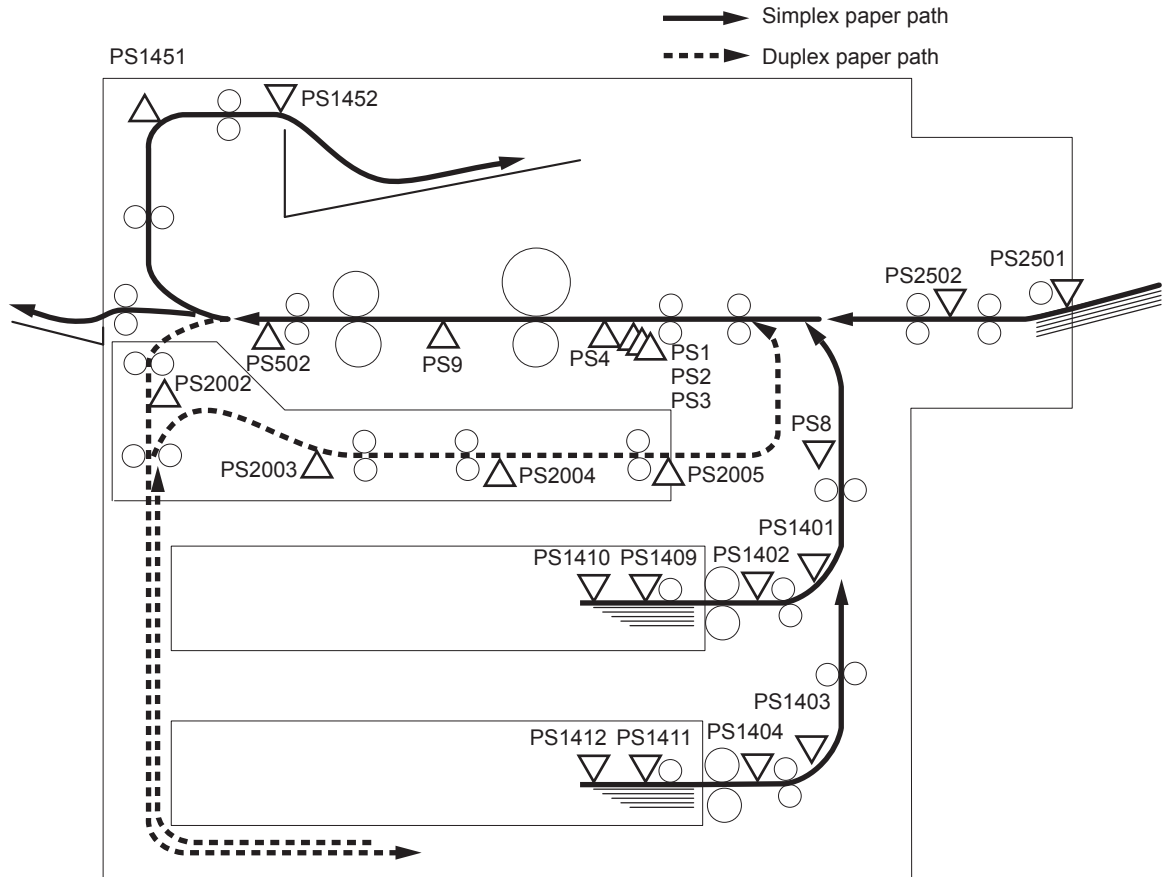 Simplex paper path
Duplex paper path
PS1451
PS1452
PS2501
PS2502
PS502
PS9
PS4
PS1
PS2
PS3
PS2002
PS8
PS2003
PS2004
PS2005
PS1401
PS1410
PS1409
PS1402
PS1403
PS1412
PS1411
PS1404